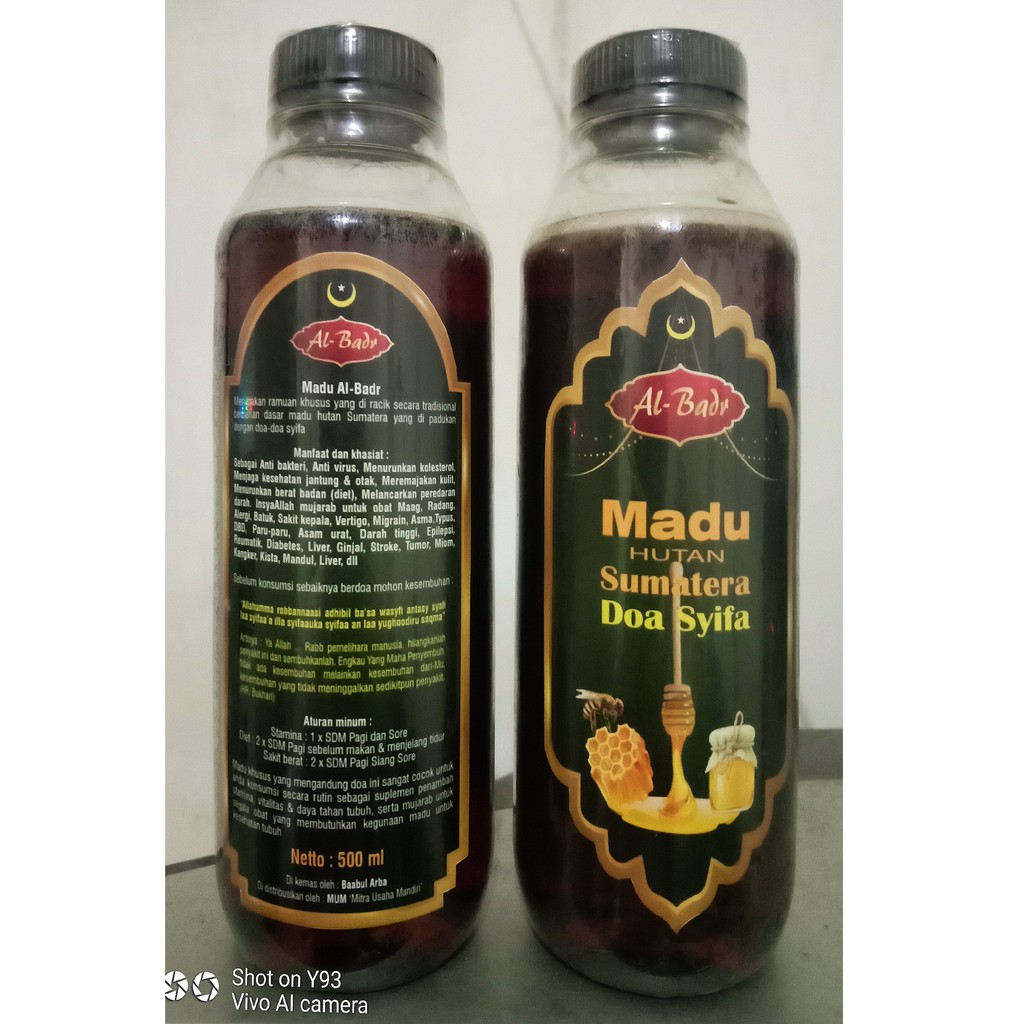 Al-Badr
Madu Al-Badr
Merupakan ramuan khusus yang di racik secara tradisional
berbahan dasar madu hutan Sumatera yang di padukan
dengan doa-doa syifa
Manfaat dan khasiat :
Sebagai Anti bakteri, Anti virus, Menurunkan kolesterol,
Menjaga kesehatan jantung & otak, Meremajakan kulit,
Menurunkan berat badan (diet), Melancarkan peredaran
darah. InsyaAllah mujarab untuk obat Maag, Radang,
Alergi, Batuk, Sakit kepala, Vertigo, Migrain, Asma,Typus,
DBD, Paru-paru, Asam urat, Darah tinggi, Epilepsi,
Reumatik, Diabetes, Liver, Ginjal, Stroke, Tumor, Miom,
Kangker, Kista, Mandul, Liver, dll
Sebelum konsumsi sebaiknya berdoa mohon kesembuhan :
"Allahumma robbannaasi adhibil ba'sa wasyfi antasy syafi
laa syifaa'a illa syifaauka syifaa an laa yughoodiru saqma"
Artinya : Ya Allah ... Rabb pemelihara manusia, hilangkanlah
penyakit ini dan sembuhkanlah. Engkau Yang Maha Penyembuh,
tidak ada kesembuhan melainkan kesembuhan dari-Mu,
kesembuhan yang tidak meninggalkan sedikitpun penyakit.
(HR. Bukhari)
Aturan minum :
Stamina : 1 x SDM Pagi dan Sore
Diet : 2 x SDM Pagi sebelum makan & menjelang tidur
Sakit berat : 2 x SDM Pagi Siang Sore
Madu khusus yang mengandung doa ini sangat cocok untuk
anda konsumsi secara rutin sebagai suplemen penambah
stamina, vitalitas & daya tahan tubuh, serta mujarab untuk
segala obat yang membutuhkan kegunaan madu untuk
kesehatan tubuh
Netto : 500 ml
Di kemas oleh : Baabul Arba
Di distribusikan oleh : MUM "Mitra Usaha Mandiri"
Al-Badr
Madu
HUTAN
Sumatera
Doa Syifa
Shot on Y93
Vivo AI camera